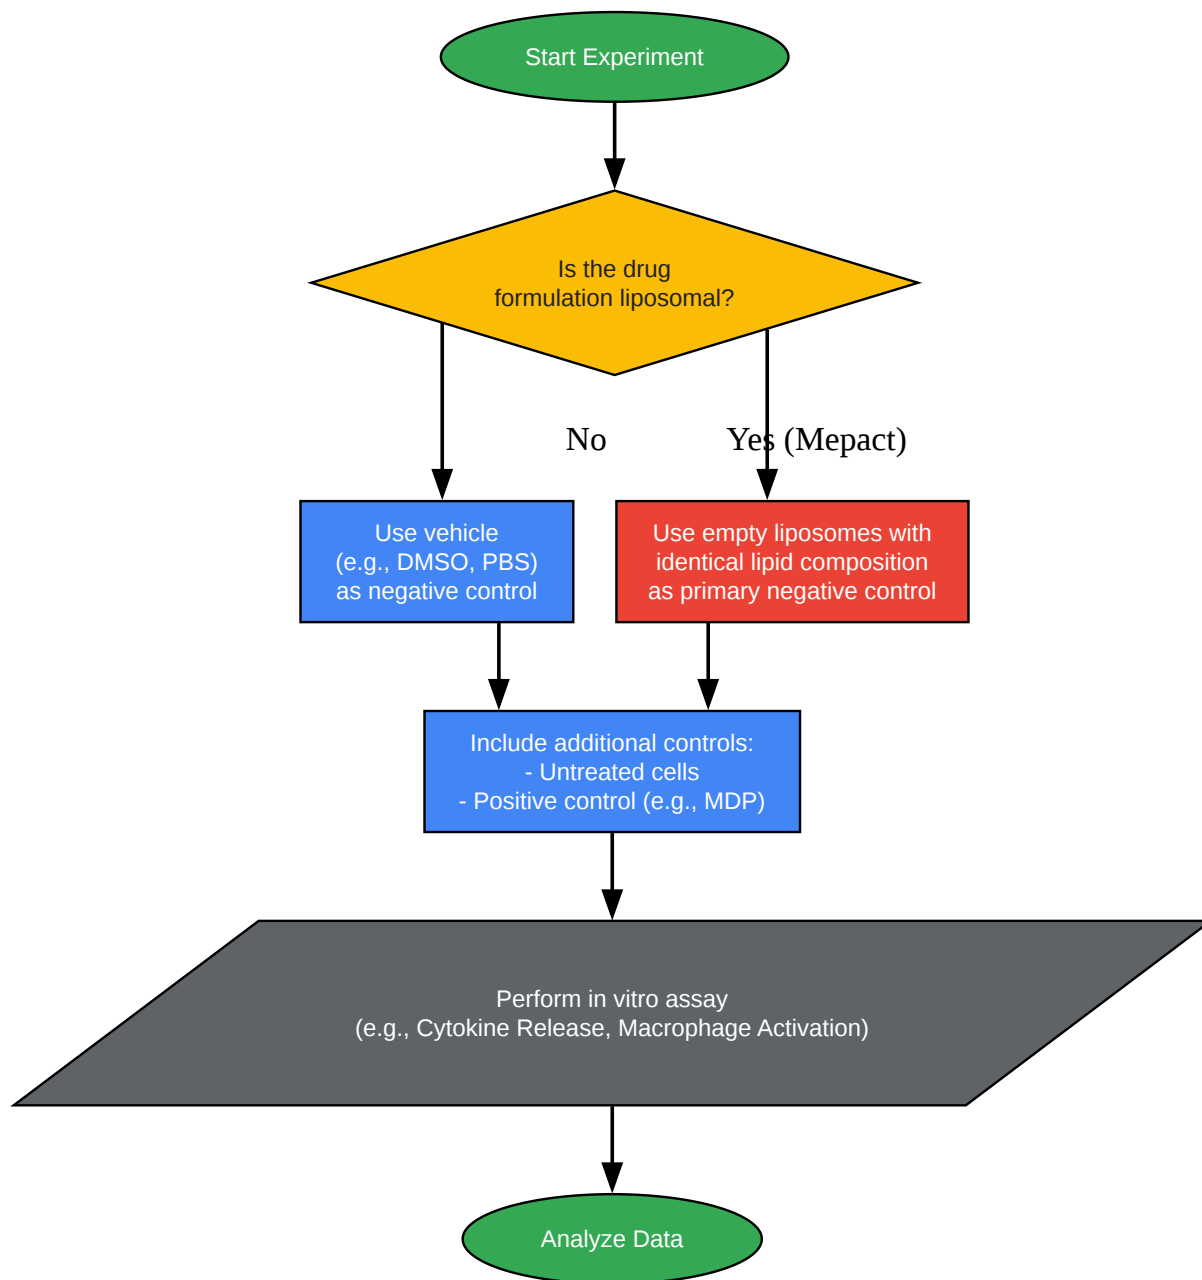 Start Experiment
Is the drug
formulation liposomal?
No
Yes (Mepact)
Use vehicle
(e.g., DMSO, PBS)
as negative control
Use empty liposomes with
identical lipid composition
as primary negative control
Include additional controls:
- Untreated cells
- Positive control (e.g., MDP)
Perform in vitro assay
(e.g., Cytokine Release, Macrophage Activation)
Analyze Data